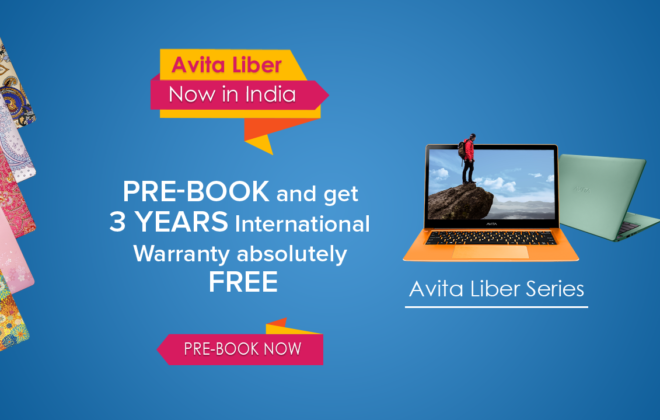 Avita Liber
Now in India
PRE-BOOK and get
3 YEARS International
Warranty absolutely
FREE
PRE-BOOK NOW
AVITA
Avita Liber Series